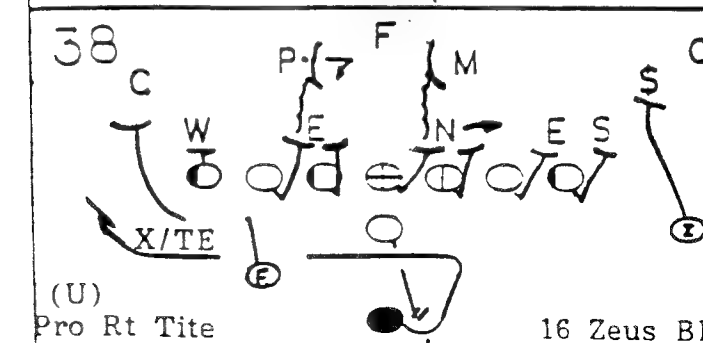 38
F
P M
C S
W E N E S
X/TE
E Z
(U)
Pro Rt Tite 16 Zeus